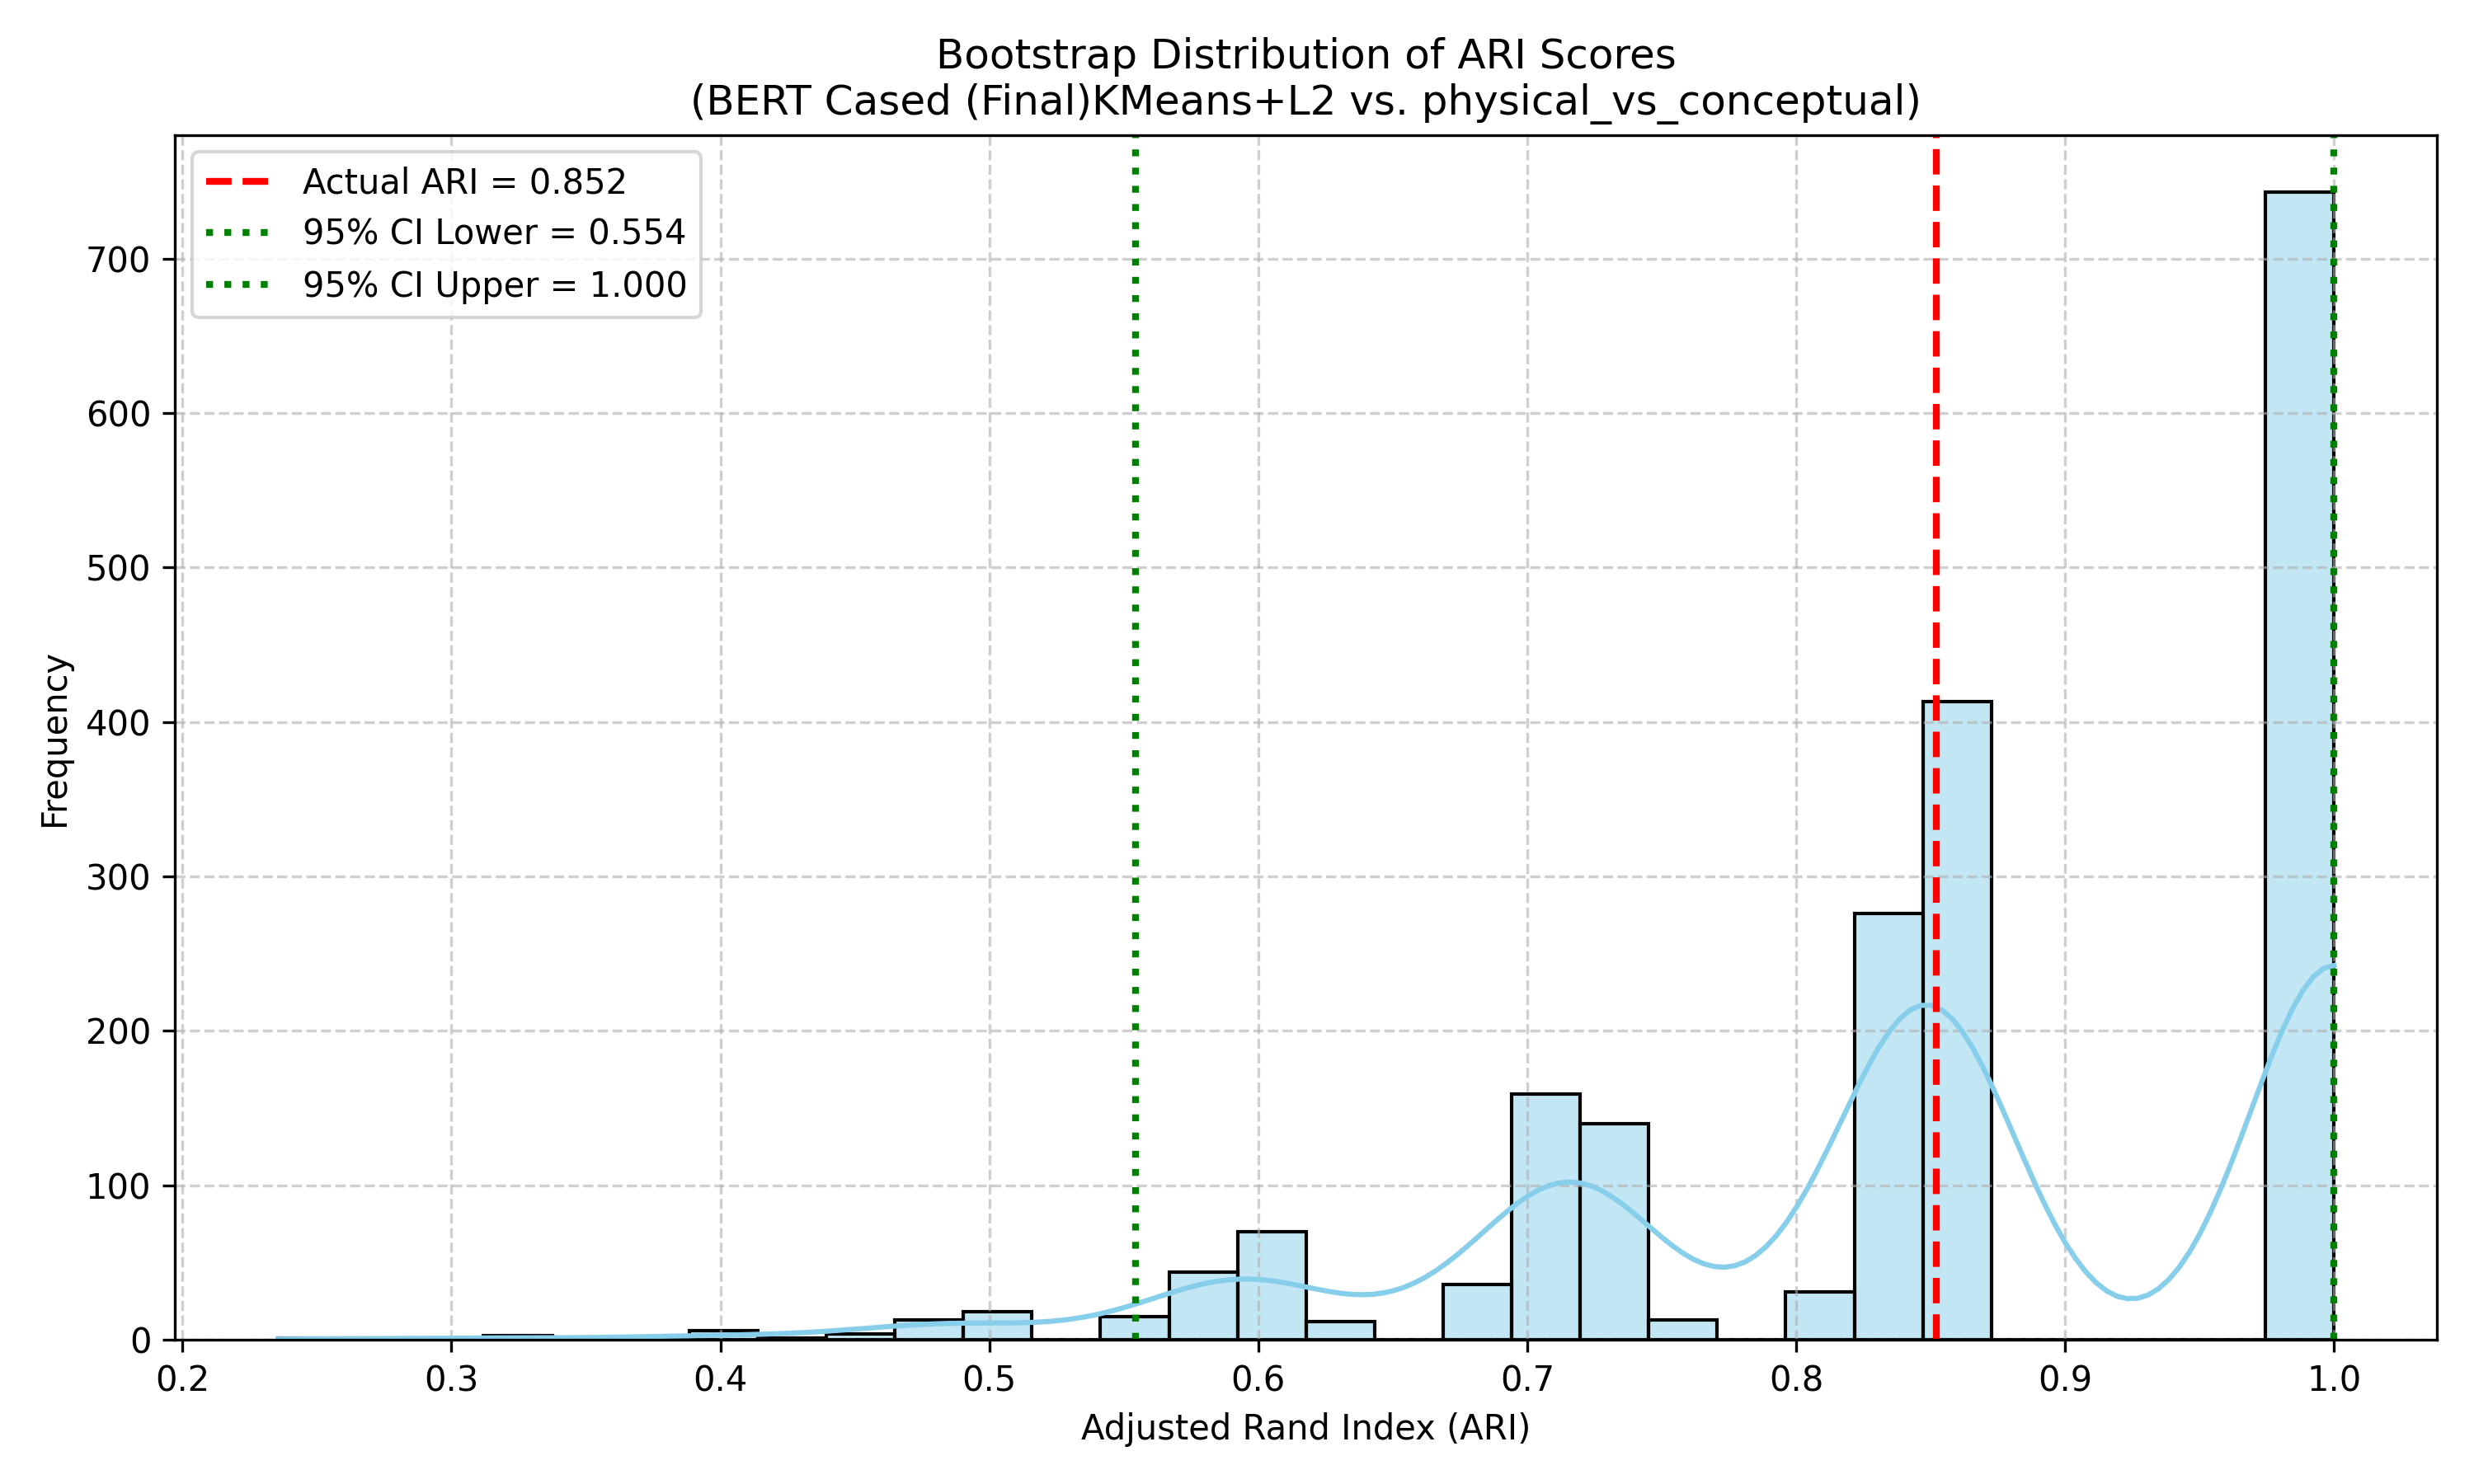 Bootstrap Distribution of ARI Scores
(BERT Cased (Final)KMeans+L2 vs. physical_vs_conceptual)
Actual ARI = 0.852
95% CI Lower = 0.554
95% CI Upper = 1.000
Frequency
700
600
500
400
300
200
100
0
0.2 0.3 0.4 0.5 0.6 0.7 0.8 0.9 1.0
Adjusted Rand Index (ARI)